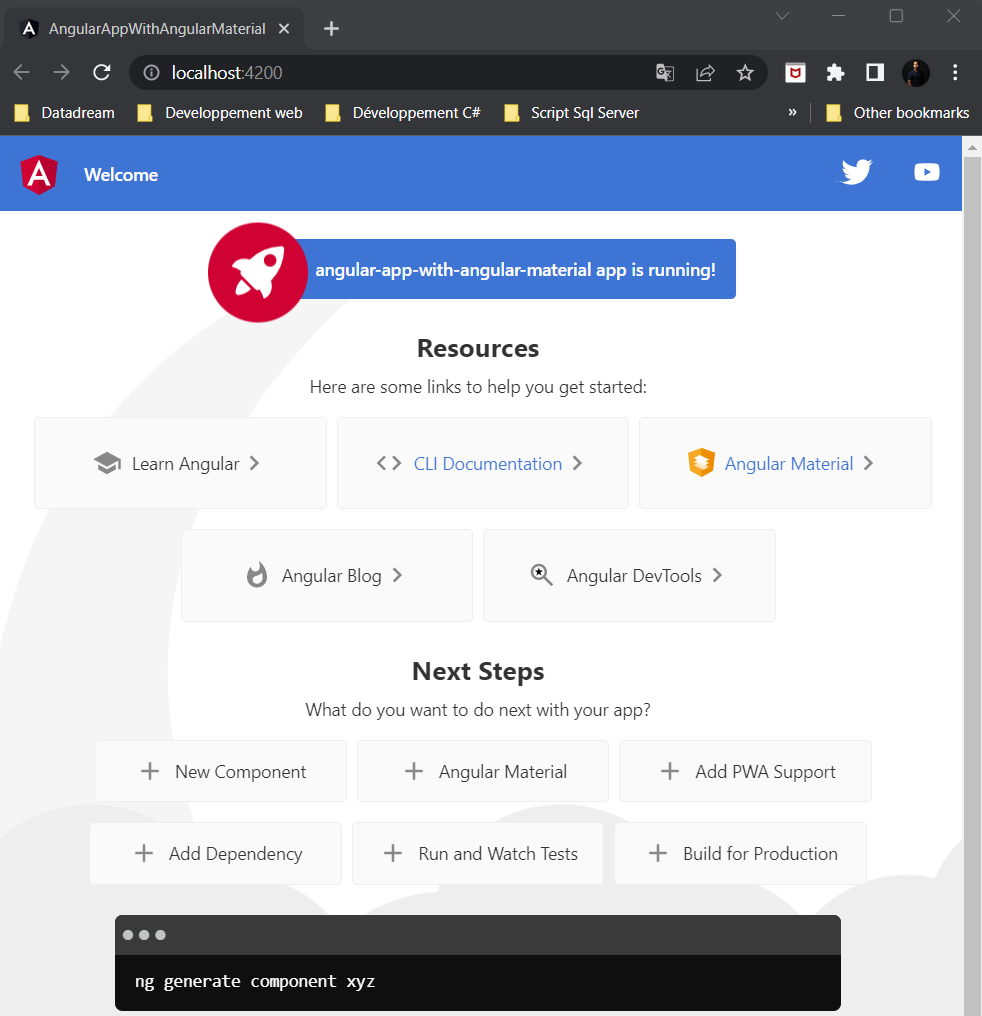 AngularAppWithAngularMaterial
localhost:4200
Datadream
Developpement web
Développement C#
Script Sql Server
»
Other bookmarks
Welcome
angular-app-with-angular-material app is running!
Resources
Here are some links to help you get started:
Learn Angular
CLI Documentation
Angular Material
Angular Blog
Angular DevTools
Next Steps
What do you want to do next with your app?
New Component
Angular Material
Add PWA Support
Add Dependency
Run and Watch Tests
Build for Production
ng generate component xyz